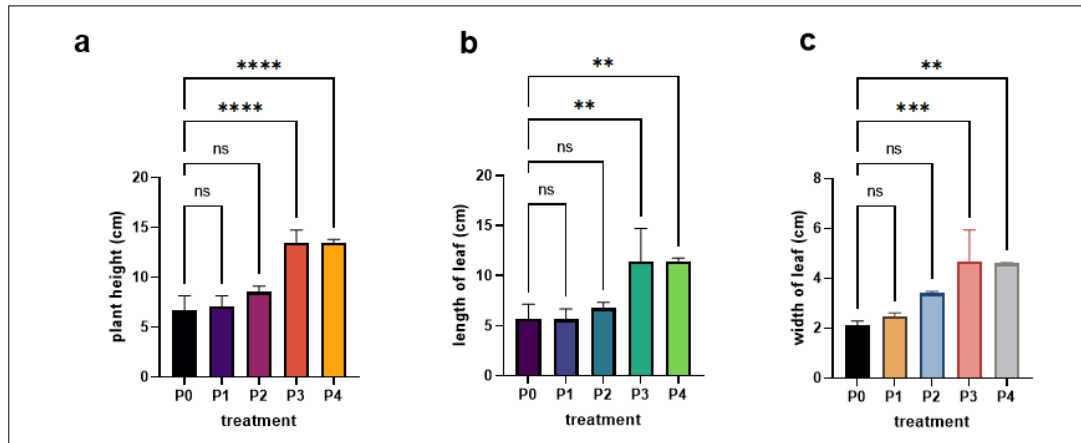 a
****
****
ns
ns
20
15
10
5
0
plant height (cm)
P0 P1 P2 P3 P4
treatment
b
**
**
ns
ns
20
15
10
5
0
length of leaf (cm)
P0 P1 P2 P3 P4
treatment
c
**
***
ns
ns
8
6
4
2
0
width of leaf (cm)
P0 P1 P2 P3 P4
treatment